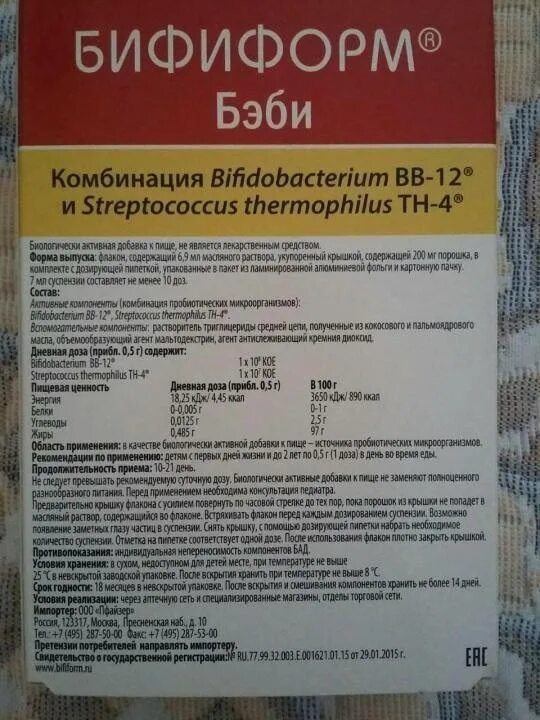 БИФИФОРМ®
Бэби
Комбинация Bifidobacterium BB-12®
и Streptococcus thermophilus TH-4®
Биологически активная добавка к пище, не является лекарственным средством.
Форма выпуска: флакон, содержащий 6,9 мл масляного раствора, укупоренный крышкой, содержащей 200 мг порошка, в
комплекте с дозирующей пипеткой, упакованные в пакет из ламинированной алюминиевой фольги и картонную пачку.
7 мл суспензии составляет не менее 10 доз.
Состав:
Активные компоненты (комбинация пробиотических микроорганизмов):
Bifidobacterium BB-12®, Streptococcus thermophilus TH-4®.
Вспомогательные компоненты: растворитель триглицериды средней цепи, полученные из кокосового и пальмоядрового
масла, объемообразующий агент мальтодекстрин, агент антислеживающий кремния диоксид.
Дневная доза (прибл. 0,5 г) содержит:
Bifidobacterium BB-12® 1 x 10⁹ КОЕ
Streptococcus thermophilus TH-4® 1 x 10⁷ КОЕ
Пищевая ценность Дневная доза (прибл. 0,5 г) В 100 г
Энергия 18,25 кДж/ 4,45 ккал 3650 кДж/ 890 ккал
Белки 0-0,005 г 0-1 г
Углеводы 0,0125 г 2,5 г
Жиры 0,485 г 97 г
Область применения: в качестве биологически активной добавки к пище – источника пробиотических микроорганизмов.
Рекомендации по применению: детям с первых дней жизни и до 2 лет по 0,5 г (1 доза) в день во время еды.
Продолжительность приема: 10-21 день.
Не следует превышать рекомендуемую суточную дозу. Биологически активные добавки к пище не заменяют полноценного
разнообразного питания. Перед применением необходима консультация педиатра.
Предварительно крышку флакона с усилием повернуть по часовой стрелке до тех пор, пока порошок из крышки не попадет в
масляный раствор, содержащийся во флаконе. Встряхивать флакон перед каждым дозированием суспензии. Возможно
появление заметных глазу частиц в суспензии. Снять крышку, с помощью дозирующей пипетки набрать необходимое
количество суспензии. Отметка на пипетке соответствует одной дозе. После использования флакон плотно закрыть крышкой.
Противопоказания: индивидуальная непереносимость компонентов БАД.
Условия хранения: в сухом, недоступном для детей месте, при температуре не выше
25 °С в невскрытой заводской упаковке. После вскрытия хранить при температуре не выше 8 °С.
Срок годности: 18 месяцев в невскрытой упаковке. После вскрытия и смешивания компонентов хранить не более 14 дней.
Условия реализации: через аптечную сеть и специализированные магазины, отделы торговой сети.
Импортер: ООО «Пфайзер»
Россия, 123317, Москва, Пресненская наб., д. 10
Тел.: +7 (495) 287-50-00 Факс: +7 (495) 287-53-00
Претензии потребителей направлять импортеру.
Свидетельство о государственной регистрации:№ RU.77.99.32.003.Е.001621.01.15 от 29.01.2015 г.
www.bifiform.ru
ЕАС